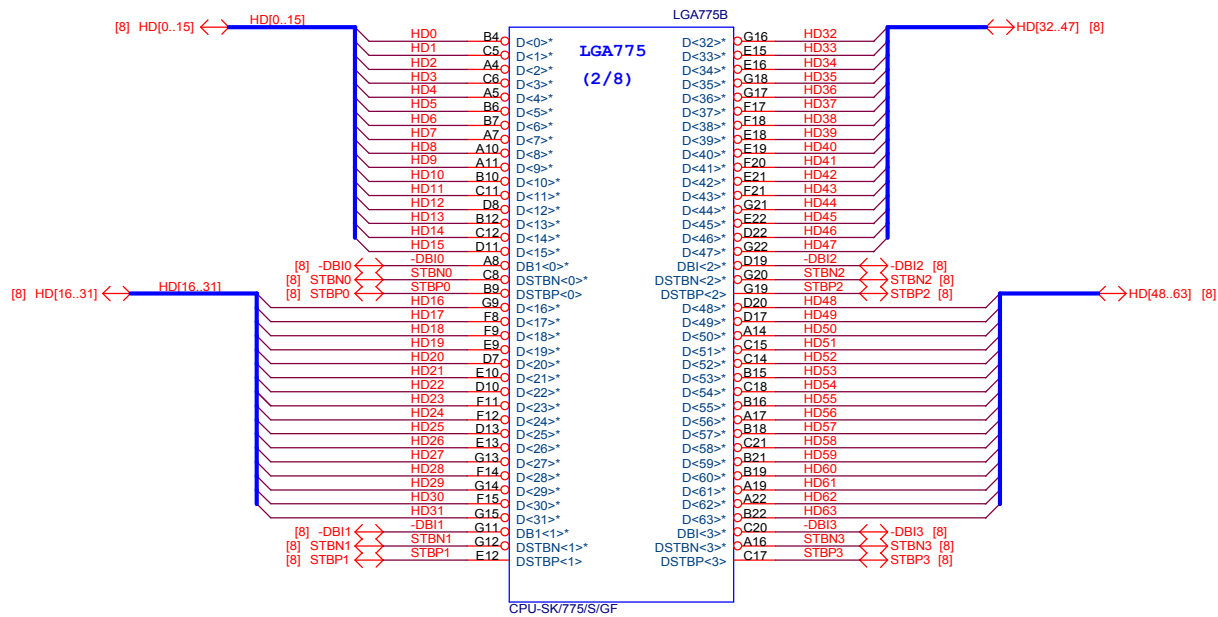 LGA775B
[8] HD[0..15] HD[0..15] HD[32..47] [8]
LGA775
(2/8)
HD0 B4 D<0>* D<32>* G16 HD32
HD1 C5 D<1>* D<33>* E15 HD33
HD2 A4 D<2>* D<34>* E16 HD34
HD3 C6 D<3>* D<35>* G18 HD35
HD4 A5 D<4>* D<36>* G17 HD36
HD5 B6 D<5>* D<37>* F17 HD37
HD6 B7 D<6>* D<38>* F18 HD38
HD7 A7 D<7>* D<39>* E18 HD39
HD8 A10 D<8>* D<40>* E19 HD40
HD9 A11 D<9>* D<41>* F20 HD41
HD10 B10 D<10>* D<42>* E21 HD42
HD11 C11 D<11>* D<43>* F21 HD43
HD12 D8 D<12>* D<44>* G21 HD44
HD13 B12 D<13>* D<45>* E22 HD45
HD14 C12 D<14>* D<46>* D22 HD46
HD15 D11 D<15>* D<47>* G22 HD47
[8] -DBI0 -DBI0 A8 DB1<0>* DBI<2>* D19 -DBI2 -DBI2 [8]
[8] STBN0 STBN0 C8 DSTBN<0>* DSTBN<2>* G20 STBN2 STBN2 [8]
[8] STBP0 STBP0 B9 DSTBP<0> DSTBP<2>* G19 STBP2 STBP2 [8]
[8] HD[16..31] HD[16..31] HD[48..63] [8]
HD16 G9 D<16>* D<48>* D20 HD48
HD17 F8 D<17>* D<49>* D17 HD49
HD18 F9 D<18>* D<50>* A14 HD50
HD19 E9 D<19>* D<51>* C15 HD51
HD20 D7 D<20>* D<52>* C14 HD52
HD21 E10 D<21>* D<53>* B15 HD53
HD22 D10 D<22>* D<54>* C18 HD54
HD23 F11 D<23>* D<55>* B16 HD55
HD24 F12 D<24>* D<56>* A17 HD56
HD25 D13 D<25>* D<57>* B18 HD57
HD26 E13 D<26>* D<58>* C21 HD58
HD27 G13 D<27>* D<59>* B21 HD59
HD28 F14 D<28>* D<60>* B19 HD60
HD29 G14 D<29>* D<61>* A19 HD61
HD30 F15 D<30>* D<62>* A22 HD62
HD31 G15 D<31>* D<63>* B22 HD63
[8] -DBI1 -DBI1 G11 DB1<1>* DBI<3>* C20 -DBI3 -DBI3 [8]
[8] STBN1 STBN1 G12 DSTBN<1>* DSTBN<3>* A16 STBN3 STBN3 [8]
[8] STBP1 STBP1 E12 DSTBP<1> DSTBP<3> C17 STBP3 STBP3 [8]
CPU-SK/775/S/GF